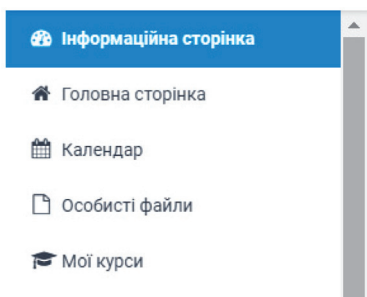 Інформаційна сторінка
Головна сторінка
Календар
Особисті файли
Мої курси